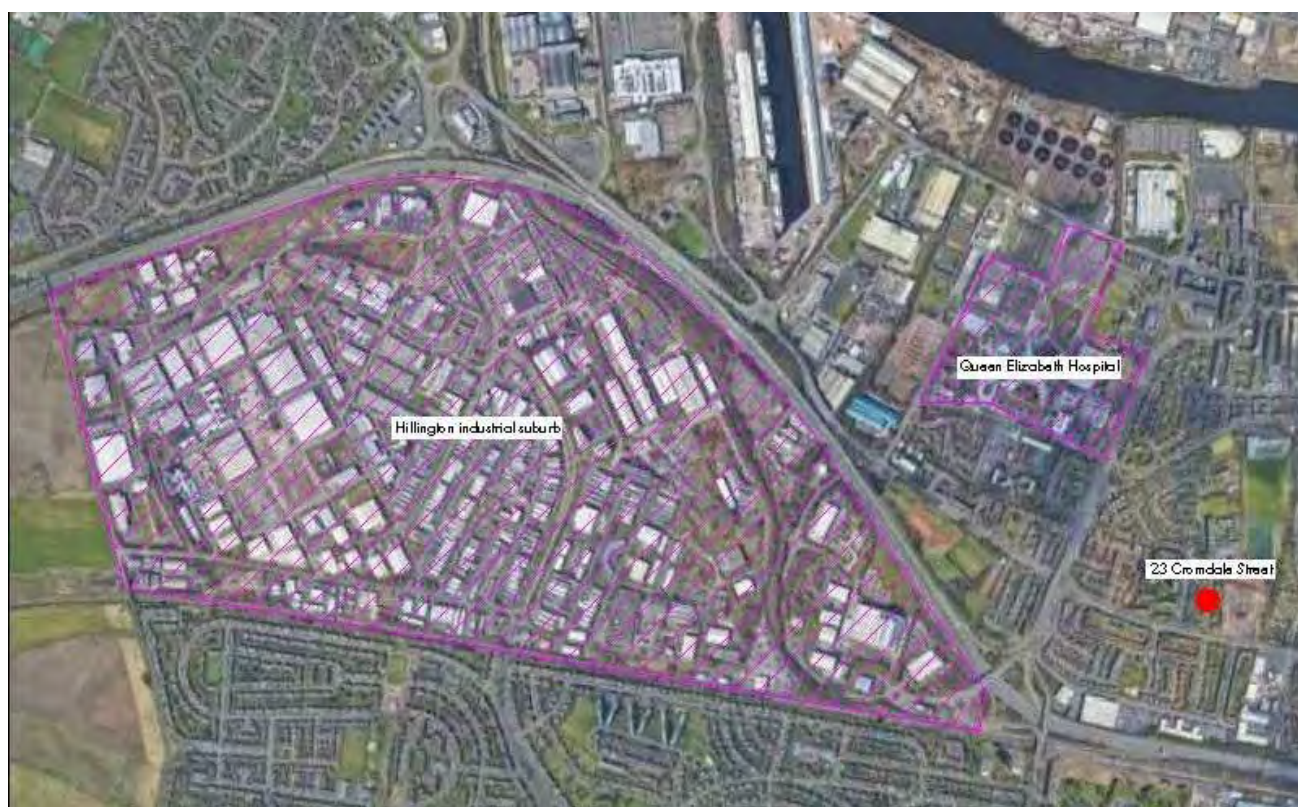 Queen Elizabeth Hospital
Hillington industrial suburb
23 Cromdale Street